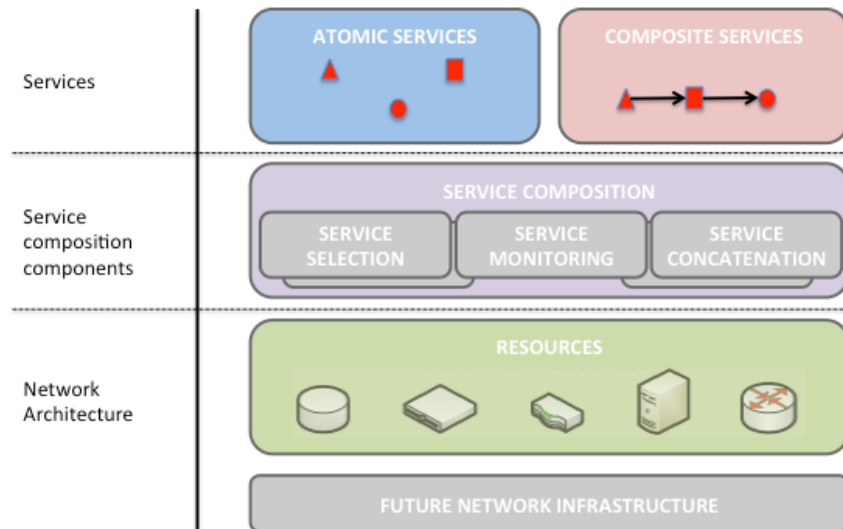 Services
ATOMIC SERVICES
COMPOSITE SERVICES
Service
composition
components
SERVICE COMPOSITION
SERVICE
SELECTION
SERVICE
MONITORING
SERVICE
CONCATENATION
Network
Architecture
RESOURCES
FUTURE NETWORK INFRASTRUCTURE